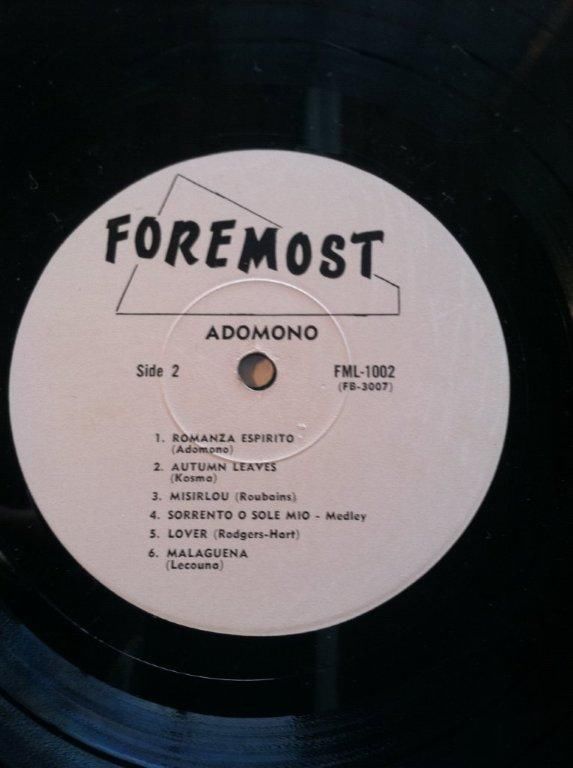 FOREMOST
ADOMONO
Side 2 FML-1002
(FB-3007)
1. ROMANZA ESPIRITO
(Adomono)
2. AUTUMN LEAVES
(Kosma)
3. MISIRLOU (Roubains)
4. SORRENTO O SOLE MIO - Medley
5. LOVER (Rodgers-Hart)
6. MALAGUENA
(Lecouna)